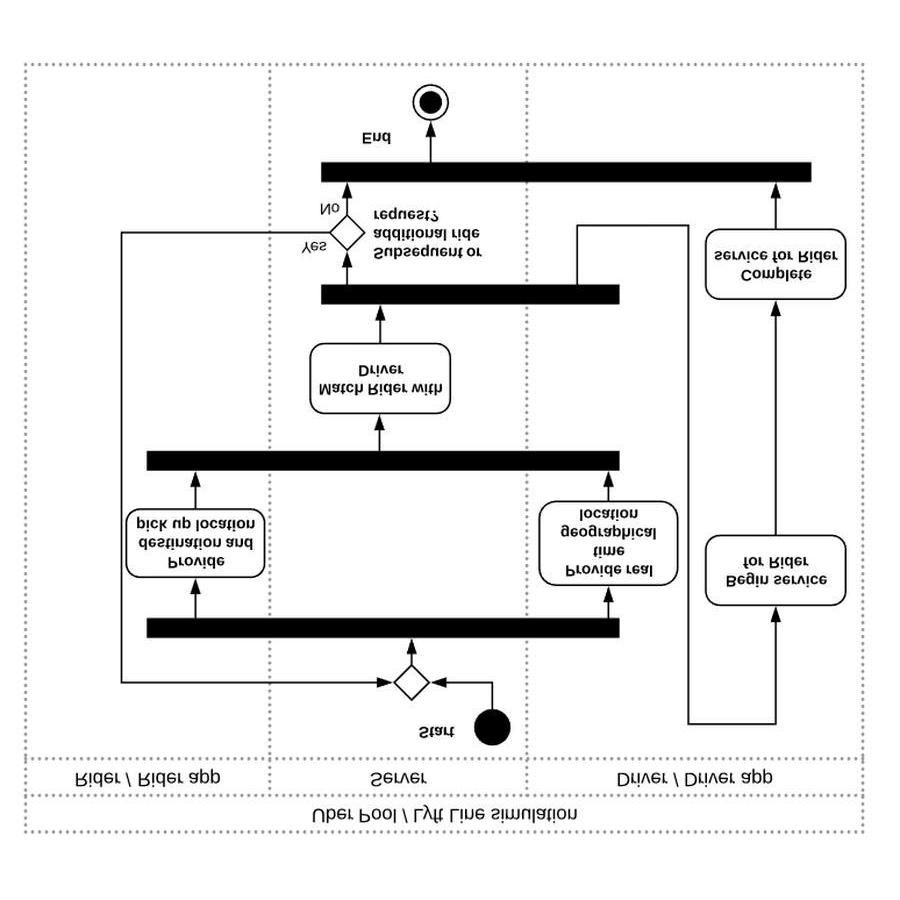 Uber Pool / Lyft Line simulation
Rider / Rider app
Server
Driver / Driver app
Start
Provide
destination and
pick up location
Provide real
time
geographical
location
Begin service
for Rider
Match Rider with
Driver
Complete
service for Rider
Subsequent or
additional ride
request?
Yes
No
End